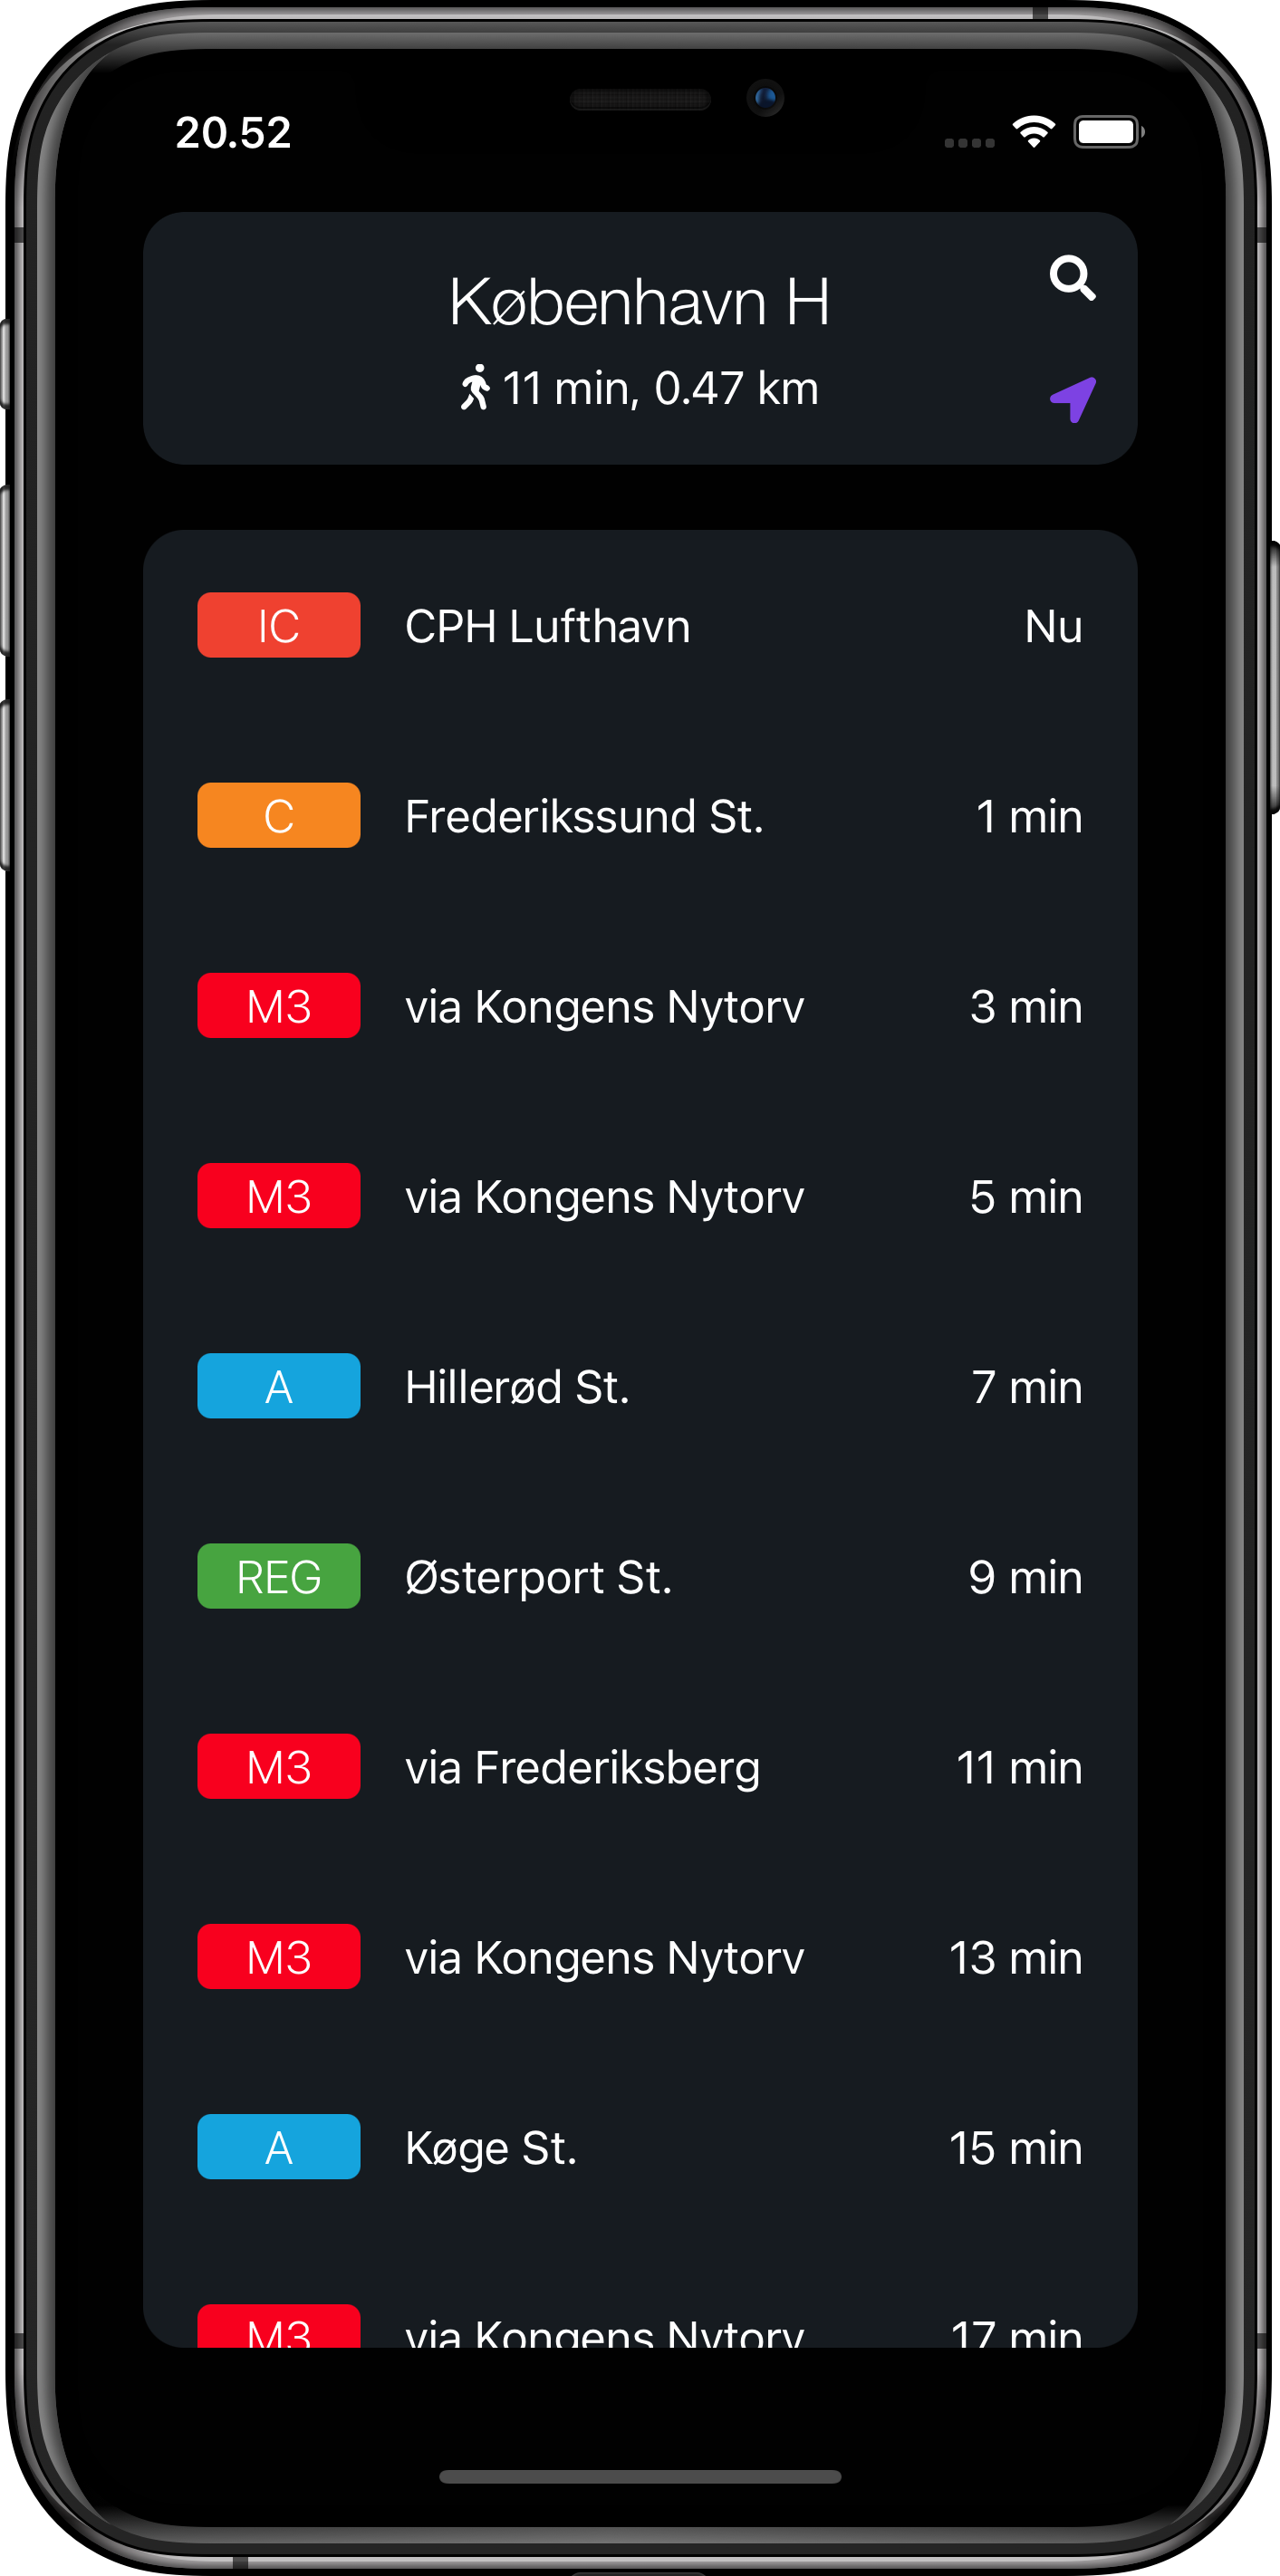 20.52
København H
11 min, 0.47 km
IC CPH Lufthavn Nu
C Frederikssund St. 1 min
M3 via Kongens Nytorv 3 min
M3 via Kongens Nytorv 5 min
A Hillerød St. 7 min
REG Østerport St. 9 min
M3 via Frederiksberg 11 min
M3 via Kongens Nytorv 13 min
A Køge St. 15 min
M3 via Kongens Nytorv 17 min